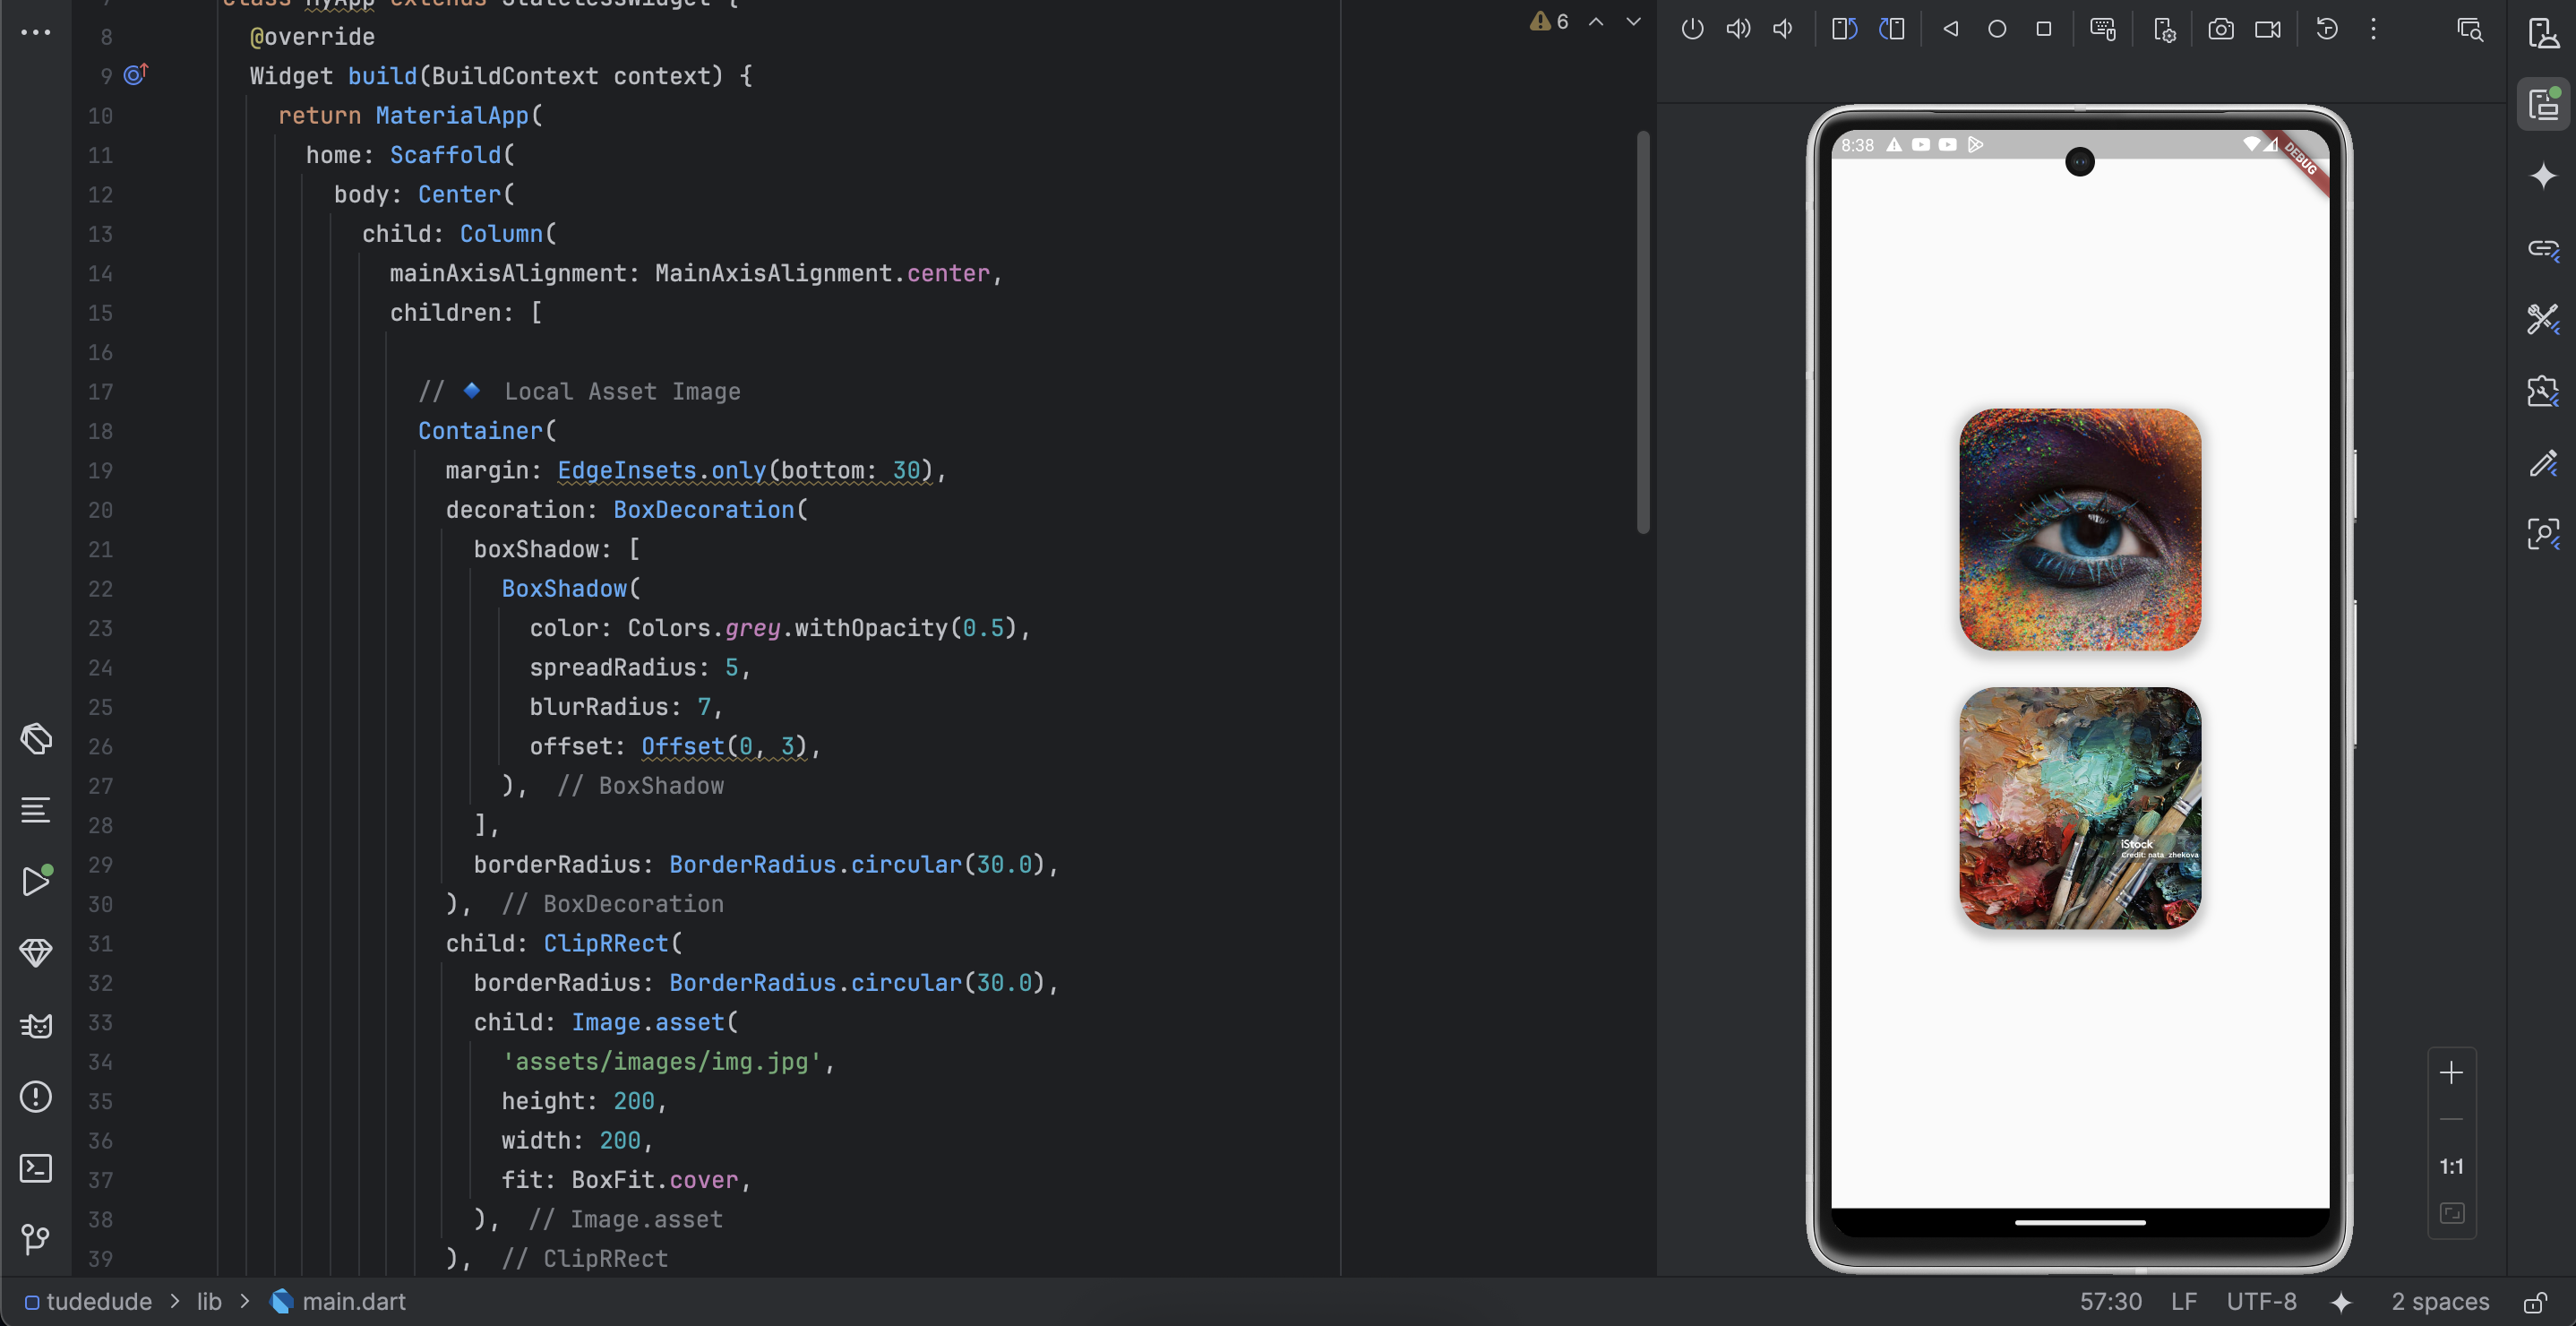 7 class MyApp extends StatelessWidget {
8 @override
9 Widget build(BuildContext context) {
10 return MaterialApp(
11 home: Scaffold(
12 body: Center(
13 child: Column(
14 mainAxisAlignment: MainAxisAlignment.center,
15 children: [
16
17 // 🔹 Local Asset Image
18 Container(
19 margin: EdgeInsets.only(bottom: 30),
20 decoration: BoxDecoration(
21 boxShadow: [
22 BoxShadow(
23 color: Colors.grey.withOpacity(0.5),
24 spreadRadius: 5,
25 blurRadius: 7,
26 offset: Offset(0, 3),
27 ), // BoxShadow
28 ],
29 borderRadius: BorderRadius.circular(30.0),
30 ), // BoxDecoration
31 child: ClipRRect(
32 borderRadius: BorderRadius.circular(30.0),
33 child: Image.asset(
34 'assets/images/img.jpg',
35 height: 200,
36 width: 200,
37 fit: BoxFit.cover,
38 ), // Image.asset
39 ), // ClipRRect
6
8:38
DEBUG
iStock
Credit: nata_zhekova
1:1
tudedude > lib > main.dart
57:30 LF UTF-8 2 spaces